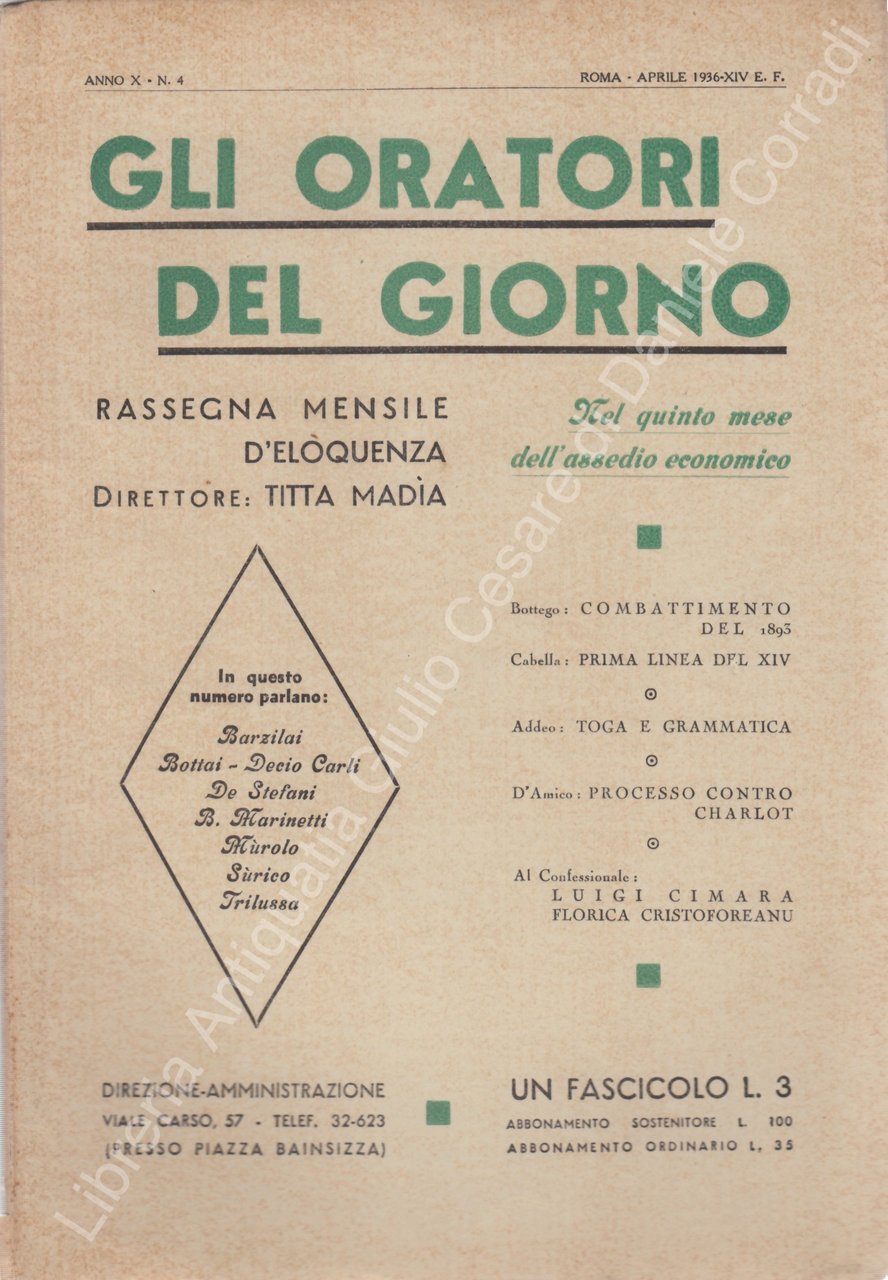 ANNO X - N. 4
ROMA - APRILE 1936-XIV E. F.
GLI ORATORI
DEL GIORNO
RASSEGNA MENSILE
D'ELÒQUENZA
DIRETTORE: TITTA MADÌA
Nel quinto mese
dell'assedio economico
In questo
numero parlano:
Barzilai
Bottai - Decio Carli
De Stefani
B. Marinetti
Mùrolo
Sùrico
Trilussa
Bottego: COMBATTIMENTO
DEL 1893
Cabella: PRIMA LINEA DEL XIV
Addeo: TOGA E GRAMMATICA
D'Amico: PROCESSO CONTRO
CHARLOT
Al Confessionale:
LUIGI CIMARA
FLORICA CRISTOFOREANU
DIREZIONE-AMMINISTRAZIONE
VIALE CARSO, 57 - TELEF. 32-623
(PRESSO PIAZZA BAINSIZZA)
UN FASCICOLO L. 3
ABBONAMENTO SOSTENITORE L. 100
ABBONAMENTO ORDINARIO L. 35
Libreria Antiquaria Giulio Cesare di Daniele Corradi